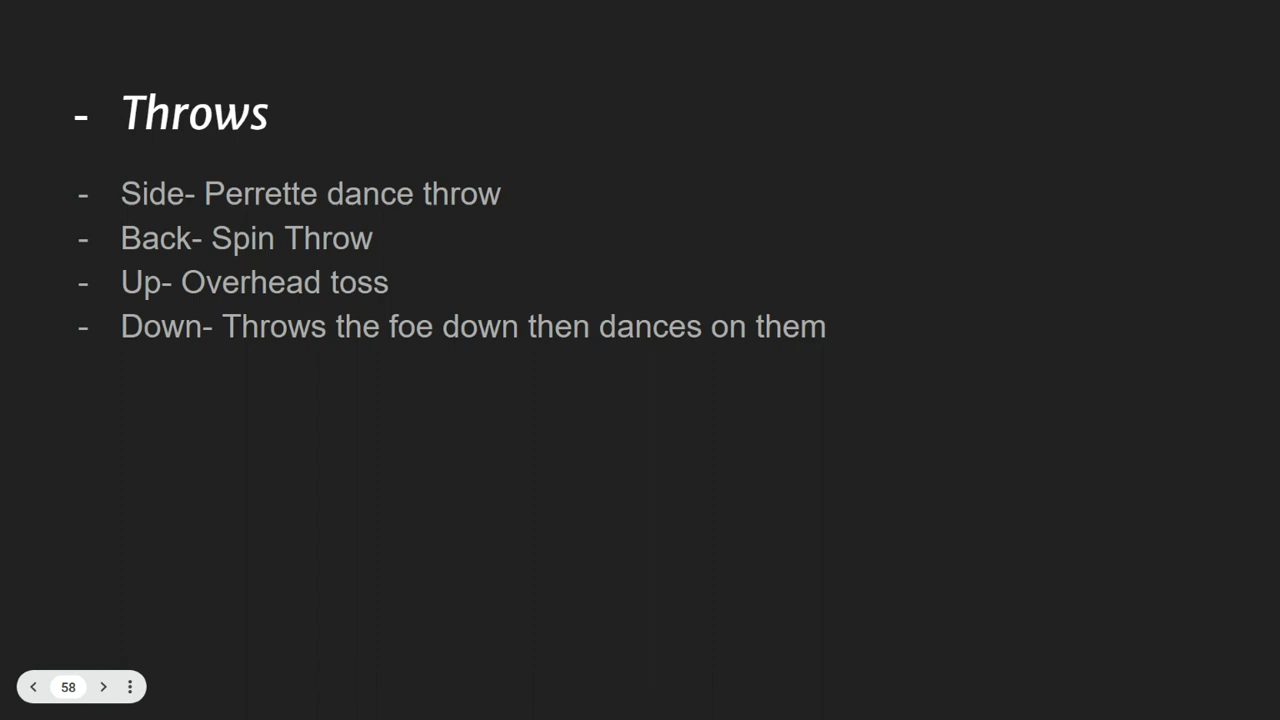 - Throws
- Side- Perrette dance throw
- Back- Spin Throw
- Up- Overhead toss
- Down- Throws the foe down then dances on them
58